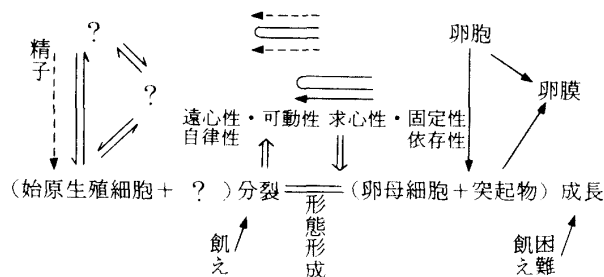 ?
精子
?
卵胞
卵膜
遠心性・可動性 求心性・固定性
自律性
依存性
(始原生殖細胞+ ? )分裂
(卵母細胞+突起物)成長
形態形成
飢え
飢え
困難